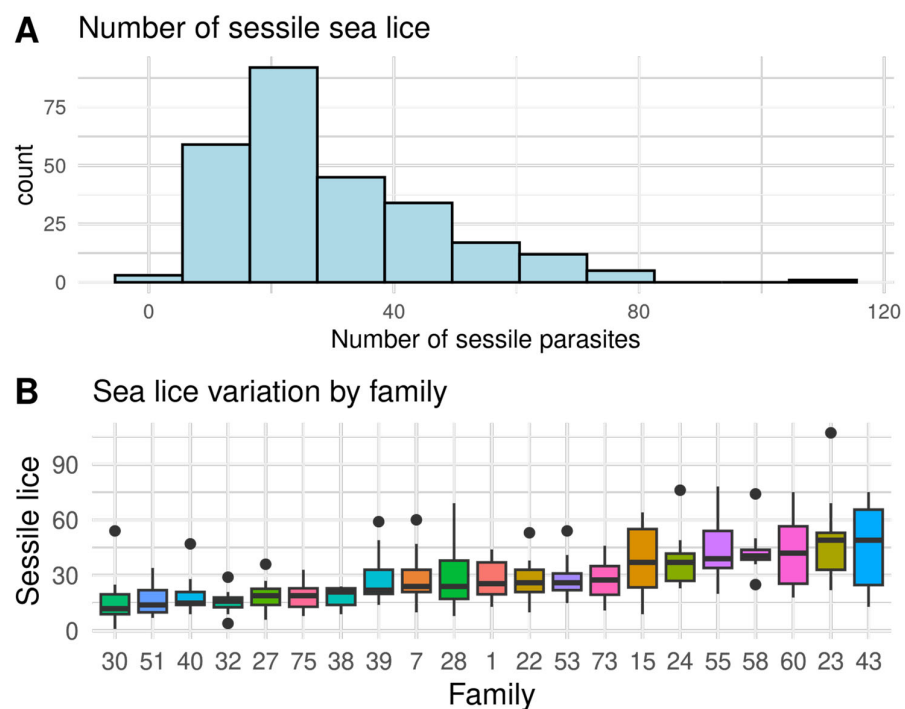 A Number of sessile sea lice
75
50
25
0
count
0 40 80 120
Number of sessile parasites
B Sea lice variation by family
90
60
30
0
Sessile lice
30 51 40 32 27 75 38 39 7 28 1 22 53 73 15 24 55 58 60 23 43
Family